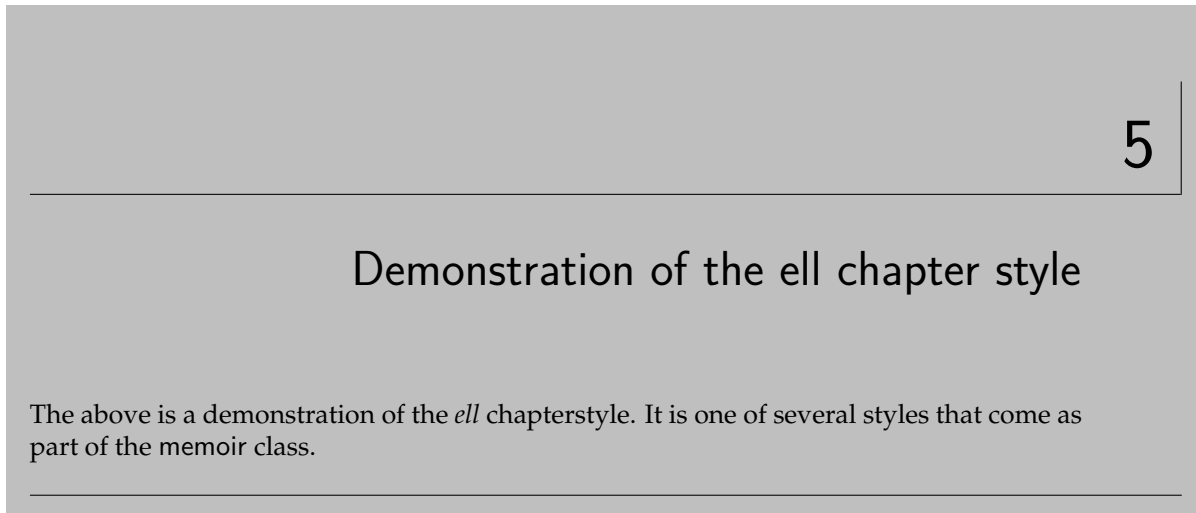 5
Demonstration of the ell chapter style
The above is a demonstration of the ell chapterstyle. It is one of several styles that come as
part of the memoir class.